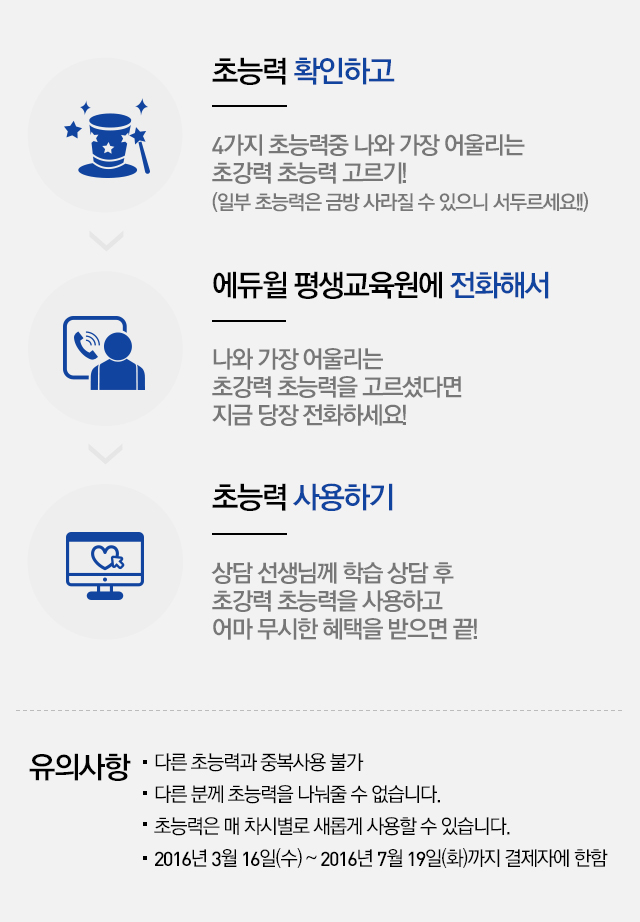 초능력 확인하고
4가지 초능력중 나와 가장 어울리는
초강력 초능력 고르기!
(일부 초능력은 금방 사라질 수 있으니 서두르세요!!)
에듀윌 평생교육원에 전화해서
나와 가장 어울리는
초강력 초능력을 고르셨다면
지금 당장 전화하세요!
초능력 사용하기
상담 선생님께 학습 상담 후
초강력 초능력을 사용하고
어마 무시한 혜택을 받으면 끝!
유의사항
· 다른 초능력과 중복사용 불가
· 다른 분께 초능력을 나눠줄 수 없습니다.
· 초능력은 매 차시별로 새롭게 사용할 수 있습니다.
· 2016년 3월 16일(수) ~ 2016년 7월 19일(화)까지 결제자에 한함